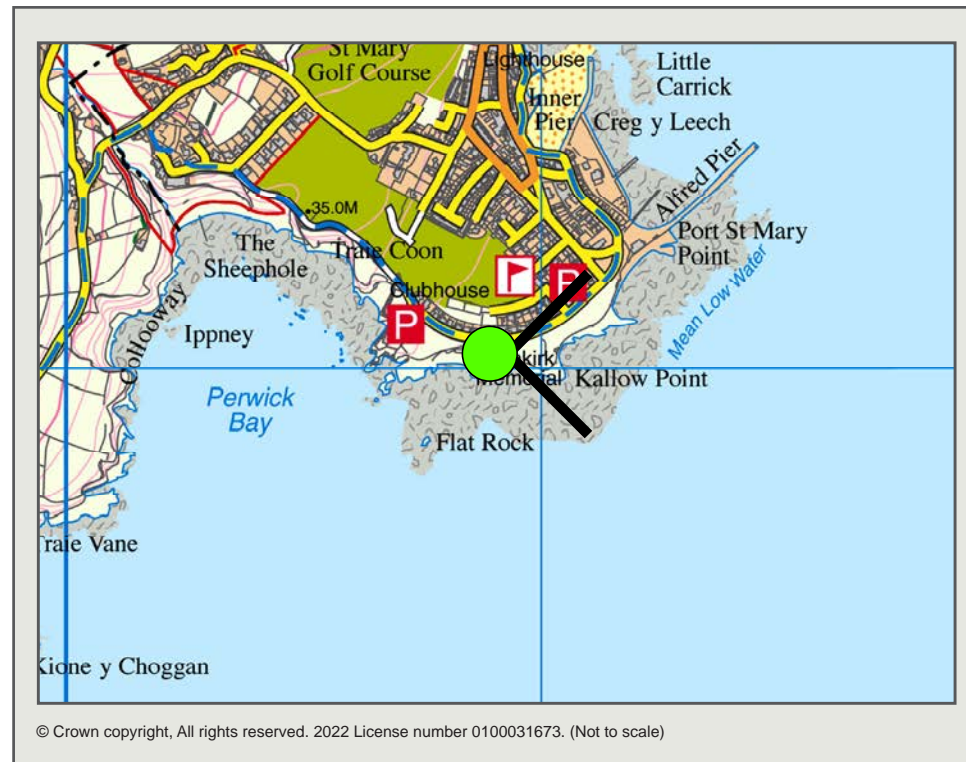 St Mary
Golf Course
Lighthouse
Little
Carrick
Inner
Pier
Creg y Leech
Alfred Pier
35.0M
The
Sheephole
Traie Coon
Port St Mary
Point
Clubhouse
P
P
Mean Low Water
Ippney
Perwick
Bay
Memorial
Kallow Point
Flat Rock
Kione y Choggan
© Crown copyright, All rights reserved. 2022 License number 0100031673. (Not to scale)